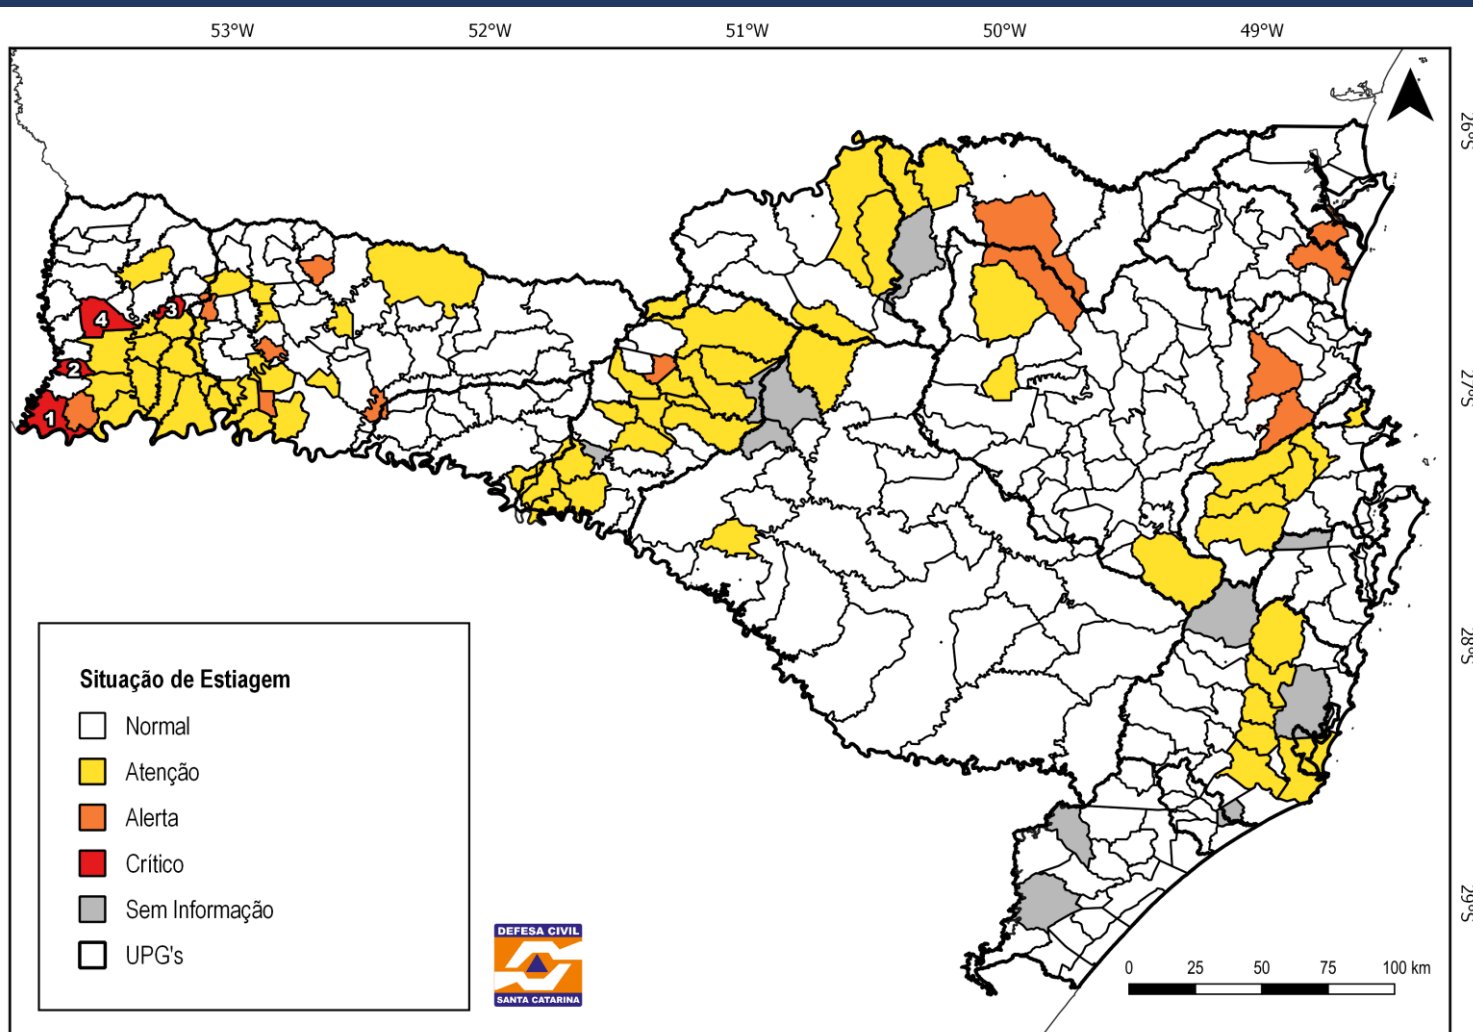 53°W 52°W 51°W 50°W 49°W
26°S
27°S
28°S
29°S
4
3
2
1
Situação de Estiagem
Normal
Atenção
Alerta
Crítico
Sem Informação
UPG's
DEFESA CIVIL
SANTA CATARINA
0 25 50 75 100 km